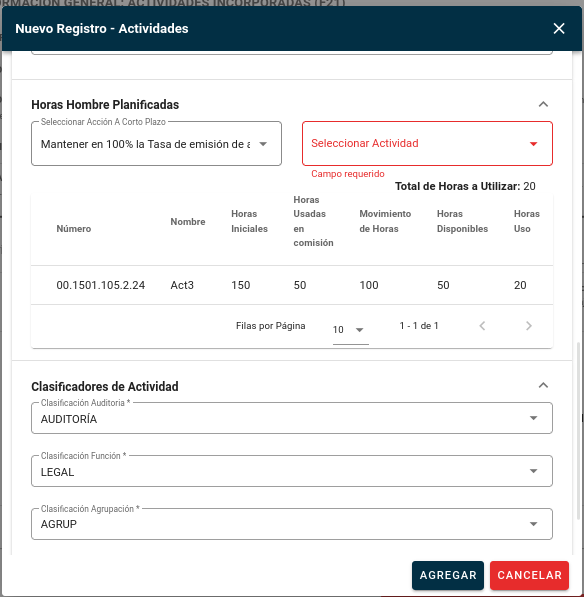 RMACIÓN GENERAL: ACTIVIDADES INCORPORADAS (F21)
Nuevo Registro - Actividades
Horas Hombre Planificadas
Seleccionar Acción A Corto Plazo
Mantener en 100% la Tasa de emisión de a
Seleccionar Actividad
Campo requerido
Total de Horas a Utilizar: 20
Número
Nombre
Horas
Iniciales
Horas
Usadas
en
comisión
Movimiento
de Horas
Horas
Disponibles
Horas
Uso
00.1501.105.2.24 Act3 150 50 100 50 20
Filas por Página 10 1 - 1 de 1
Clasificadores de Actividad
Clasificación Auditoria *
AUDITORÍA
Clasificación Función *
LEGAL
Clasificación Agrupación *
AGRUP
AGREGAR CANCELAR